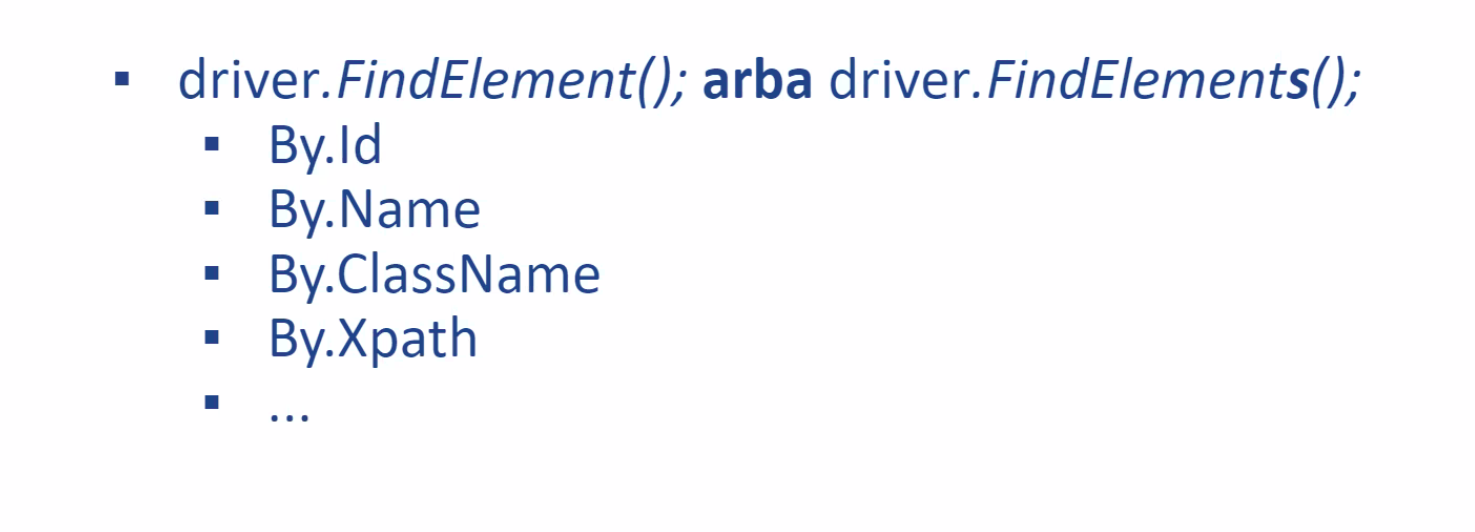 ▪ driver.FindElement(); arba driver.FindElements();
▪ By.Id
▪ By.Name
▪ By.ClassName
▪ By.Xpath
▪ ...